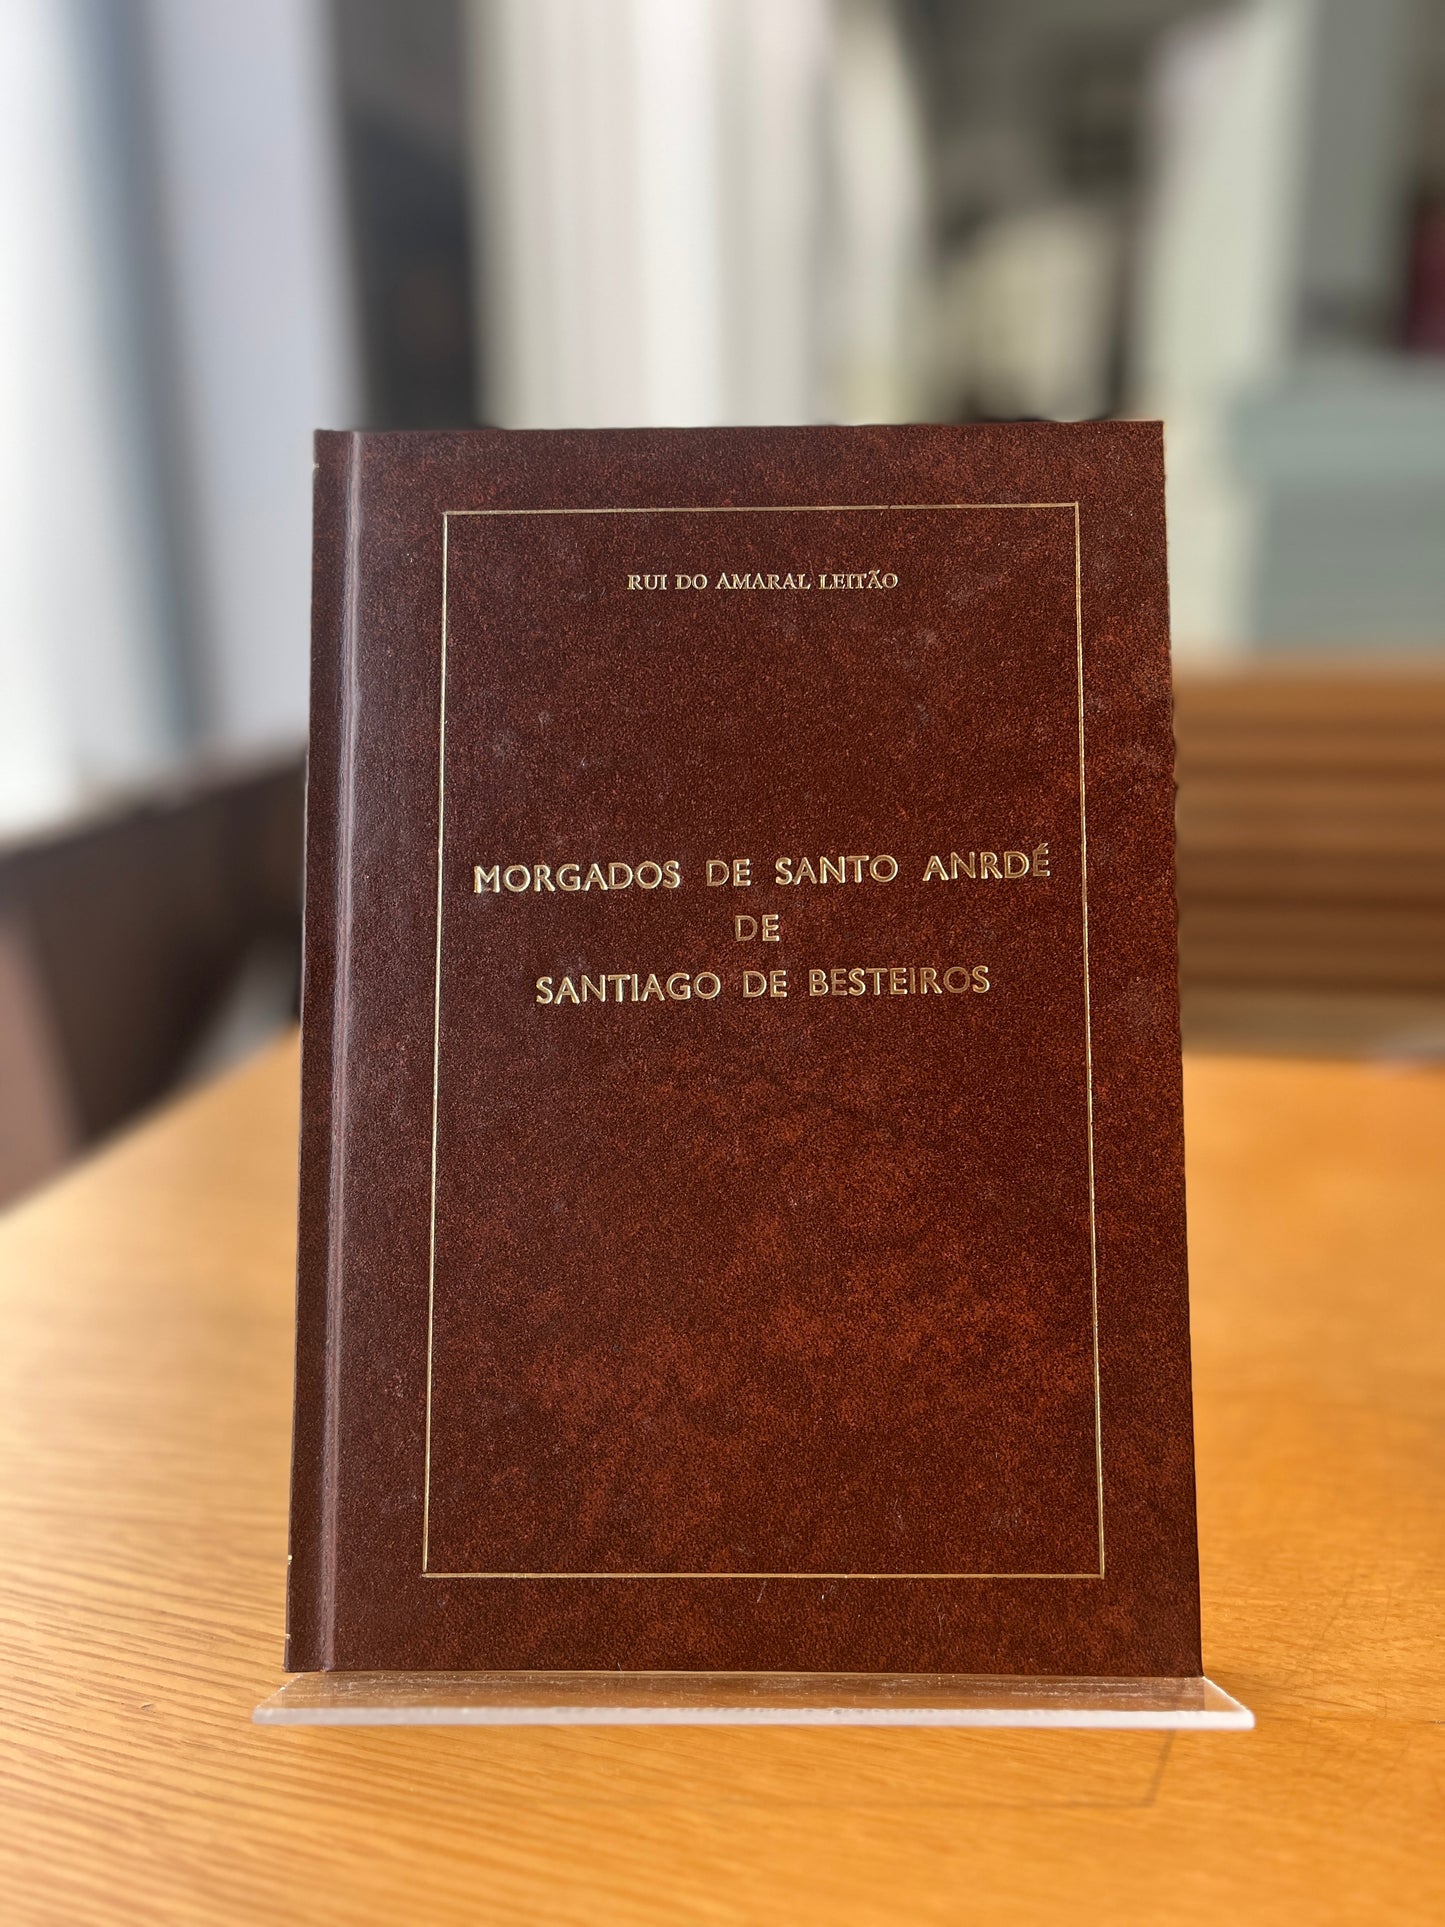 RUI DO AMARAL LEITÃO
MORGADOS DE SANTO ANRDÉ
DE
SANTIAGO DE BESTEIROS